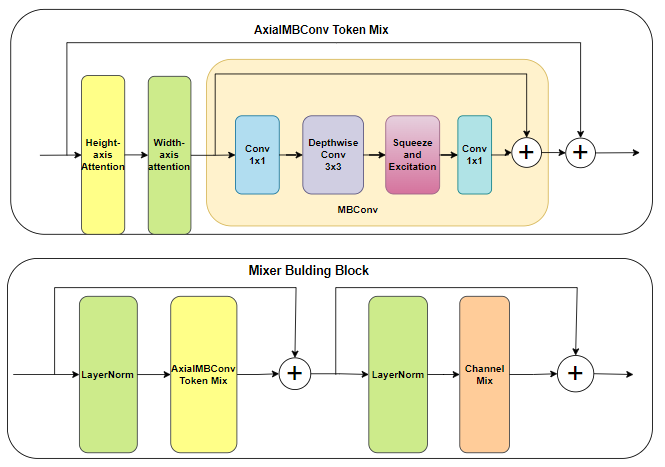 AxialMBConv Token Mix
Height-
axis
Attention
Width-
axis
attention
Conv
1x1
Depthwise
Conv
3x3
Squeeze
and
Excitation
Conv
1x1
+
+
MBConv
Mixer Bulding Block
LayerNorm
AxialMBConv
Token Mix
+
LayerNorm
Channel
Mix
+